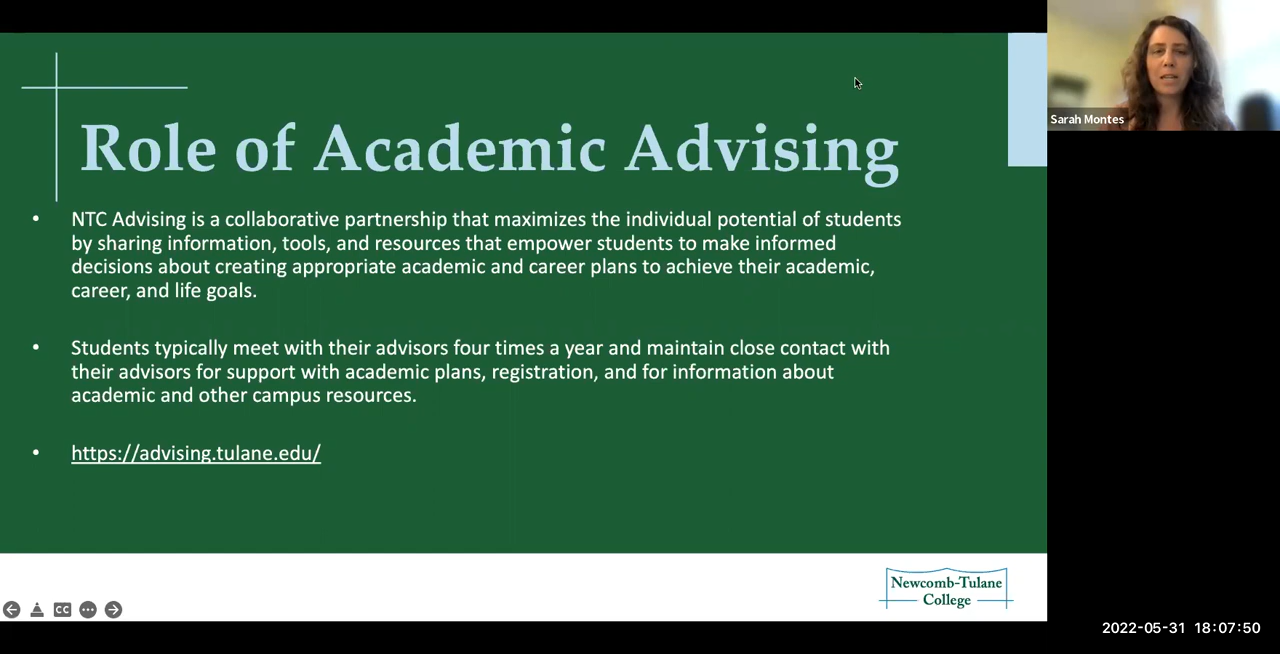 Role of Academic Advising
• NTC Advising is a collaborative partnership that maximizes the individual potential of students
by sharing information, tools, and resources that empower students to make informed
decisions about creating appropriate academic and career plans to achieve their academic,
career, and life goals.
• Students typically meet with their advisors four times a year and maintain close contact with
their advisors for support with academic plans, registration, and for information about
academic and other campus resources.
• https://advising.tulane.edu/
Sarah Montes
Newcomb-Tulane
College
CC
2022-05-31 18:07:50